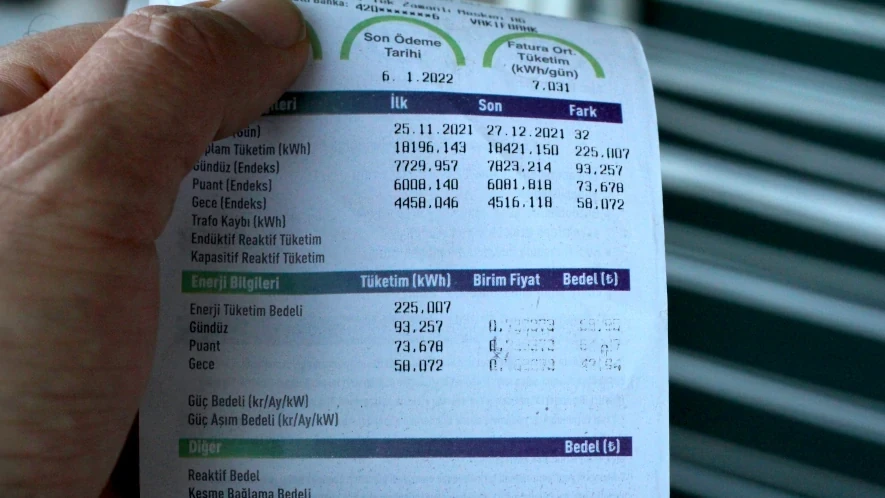 VAKIFBANK
Son Ödeme Tarihi
6. 1.2022
Fatura Ort. Tüketim (kWh/gün)
7.031
İlk Son Fark
25.11.2021 27.12.2021 32
Tüketim (kWh) 18196,143 18421.150 225,007
Gündüz (Endeks) 7729,957 7823,214 93,257
Puant (Endeks) 6008,140 6081,818 73,678
Gece (Endeks) 4458,046 4516.118 58,072
Trafo Kaybı (kWh)
Endüktif Reaktif Tüketim
Kapasitif Reaktif Tüketim
Enerji Bilgileri Tüketim (kWh) Birim Fiyat Bedel (₺)
Enerji Tüketim Bedeli 225,007
Gündüz 93,257
Puant 73,678
Gece 58,072
Güç Bedeli (kr/Ay/kW)
Güç Aşım Bedeli (kr/Ay/kW)
Diğer Bedel (₺)
Reaktif Bedel
Kesme Bağlama Bedeli